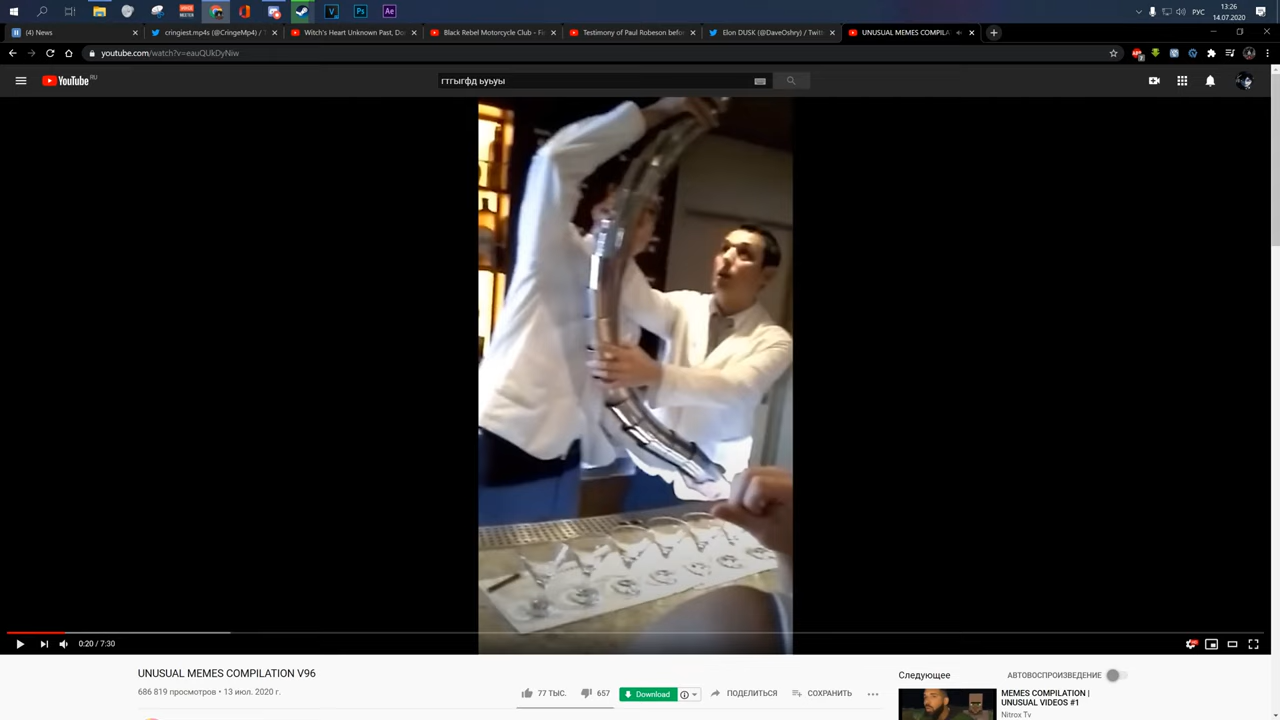 13:26
РУС
14.07.2020
(4) News
cringiest.mp4s (@CringeMp4) / T
Witch's Heart Unknown Past, Do
Black Rebel Motorcycle Club - Fi
Testimony of Paul Robeson befo
Elon DUSK (@DaveOshry) / Twitt
UNUSUAL MEMES COMPILA
youtube.com/watch?v=eauQUkDyNiw
YouTube RU
гтгыгфд ьуьуы
0:20 / 7:30
UNUSUAL MEMES COMPILATION V96
686 819 просмотров • 13 июл. 2020 г.
77 ТЫС.
657
Download
ПОДЕЛИТЬСЯ
СОХРАНИТЬ
Следующее
АВТОВОСПРОИЗВЕДЕНИЕ
MEMES COMPILATION |
UNUSUAL VIDEOS #1
Nitrox Tv